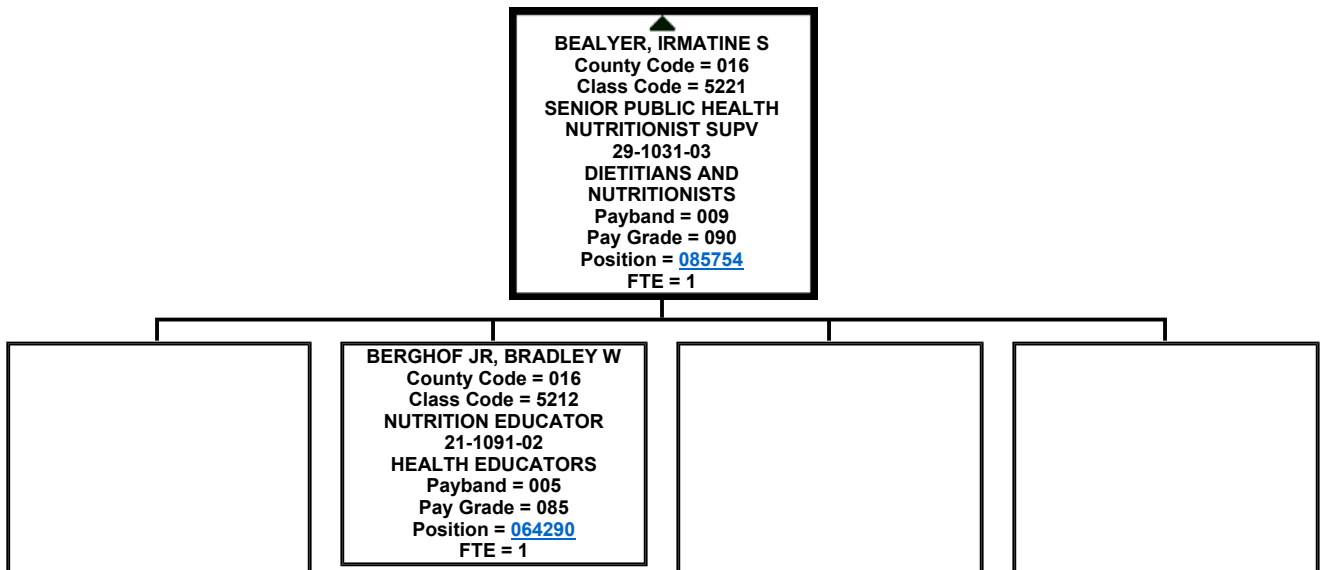 BEALYER, IRMATINE S
County Code = 016
Class Code = 5221
SENIOR PUBLIC HEALTH
NUTRITIONIST SUPV
29-1031-03
DIETITIANS AND
NUTRITIONISTS
Payband = 009
Pay Grade = 090
Position = 085754
FTE = 1
BERGHOF JR, BRADLEY W
County Code = 016
Class Code = 5212
NUTRITION EDUCATOR
21-1091-02
HEALTH EDUCATORS
Payband = 005
Pay Grade = 085
Position = 064290
FTE = 1